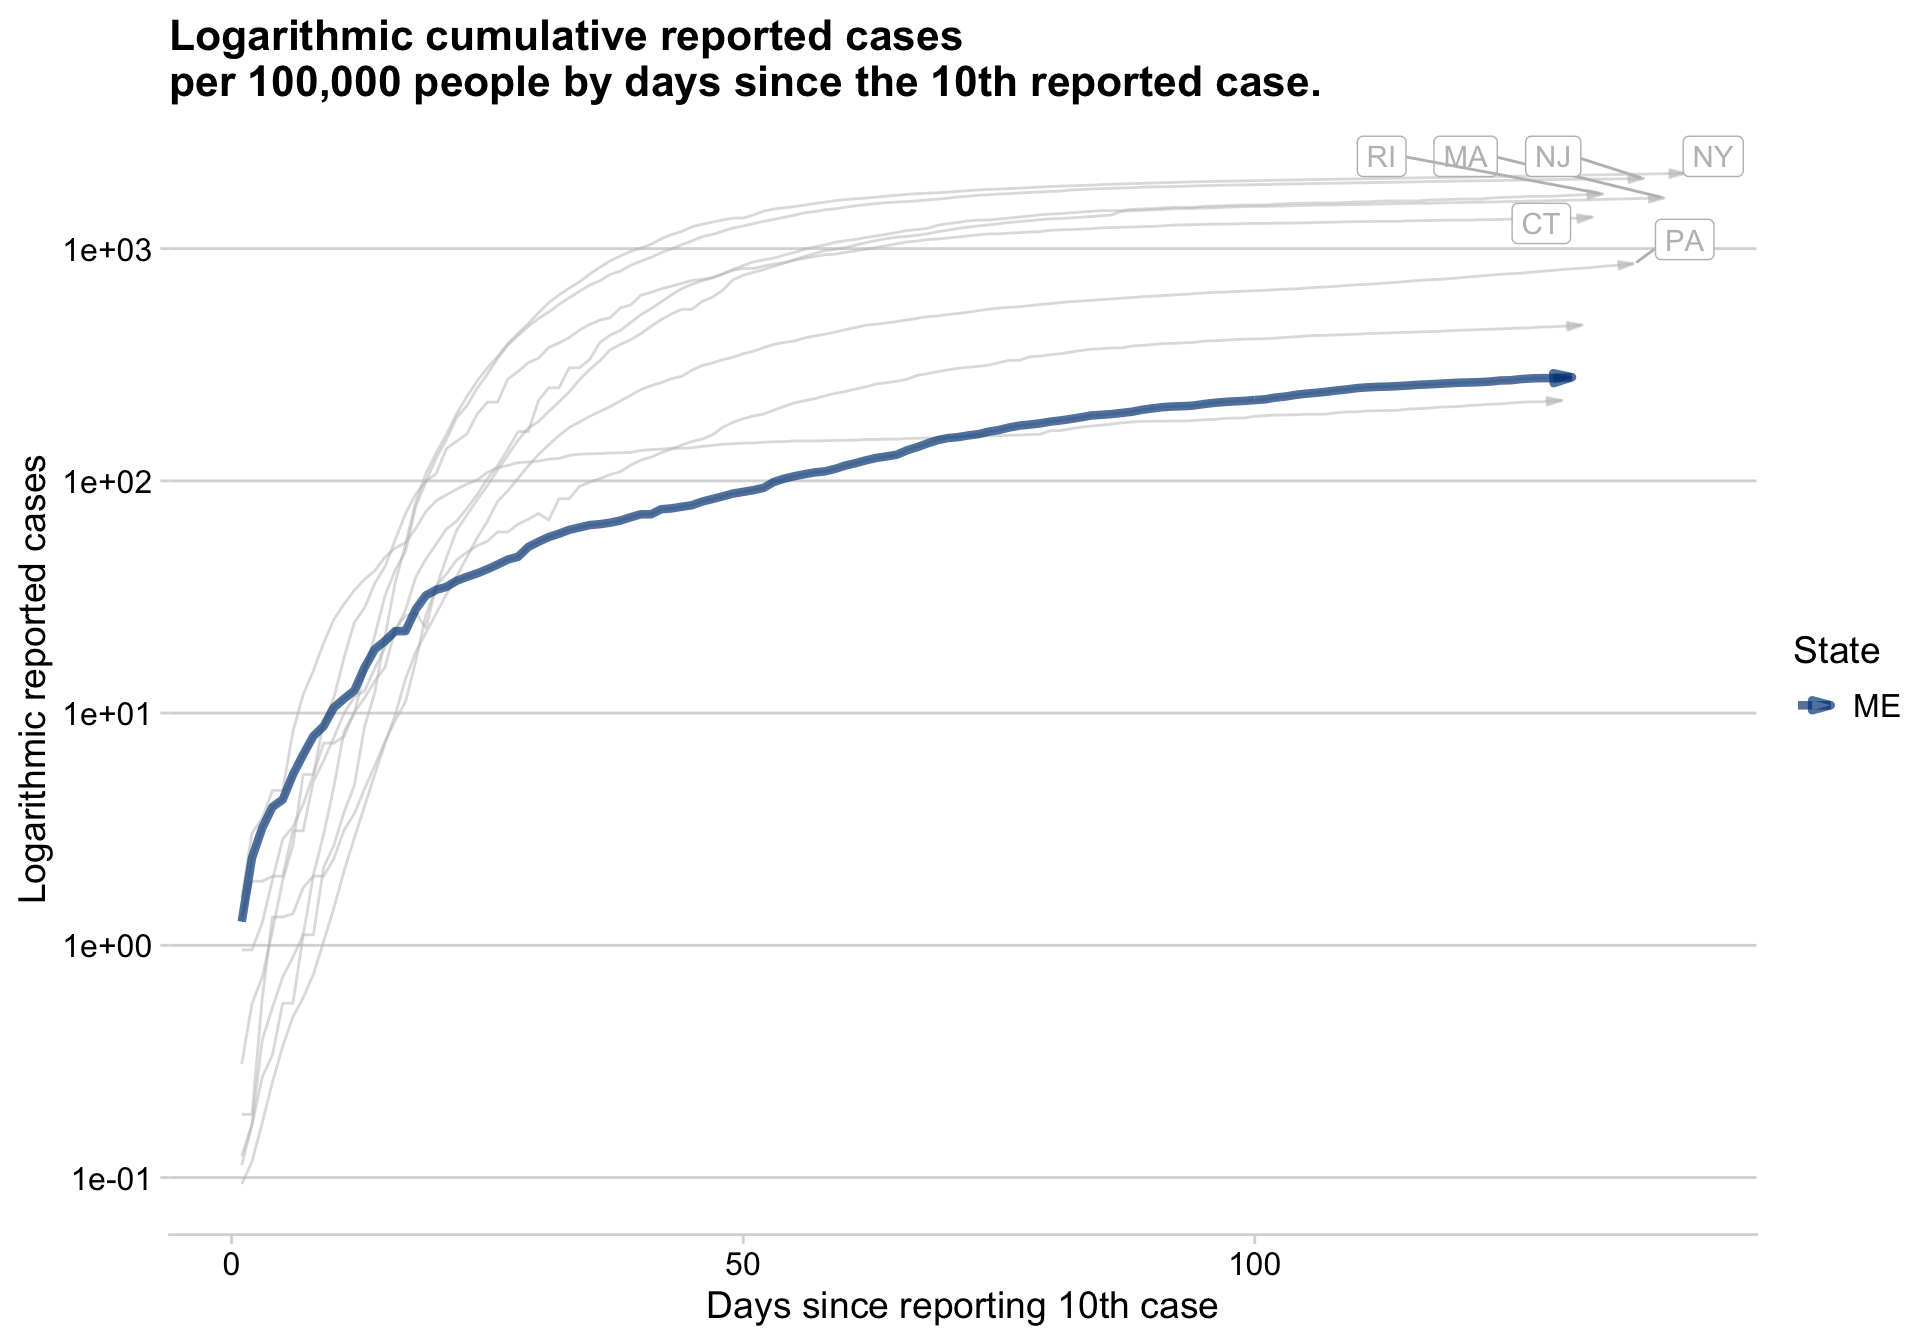 Logarithmic cumulative reported cases
per 100,000 people by days since the 10th reported case.
RI
MA
NJ
NY
CT
PA
1e+03
1e+02
1e+01
1e+00
1e-01
Logarithmic reported cases
State
ME
0
50
100
Days since reporting 10th case